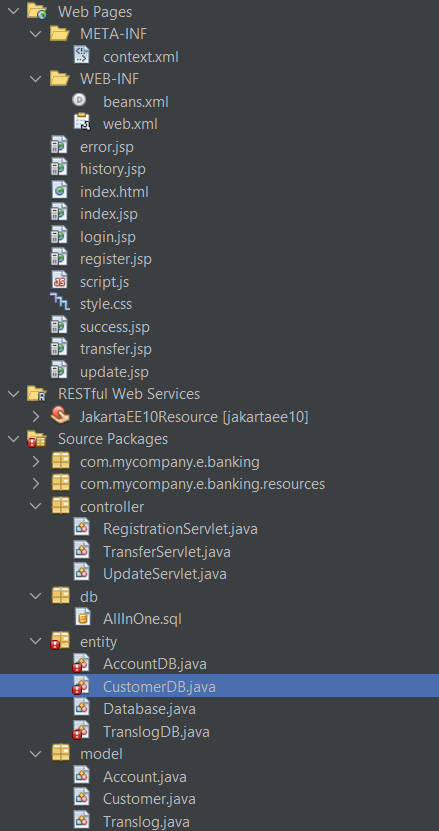 Web Pages
META-INF
context.xml
WEB-INF
beans.xml
web.xml
error.jsp
history.jsp
index.html
index.jsp
login.jsp
register.jsp
script.js
style.css
success.jsp
transfer.jsp
update.jsp
RESTful Web Services
JakartaEE10Resource [jakartaee10]
Source Packages
com.mycompany.e.banking
com.mycompany.e.banking.resources
controller
RegistrationServlet.java
TransferServlet.java
UpdateServlet.java
db
AllInOne.sql
entity
AccountDB.java
CustomerDB.java
Database.java
TranslogDB.java
model
Account.java
Customer.java
Translog.java